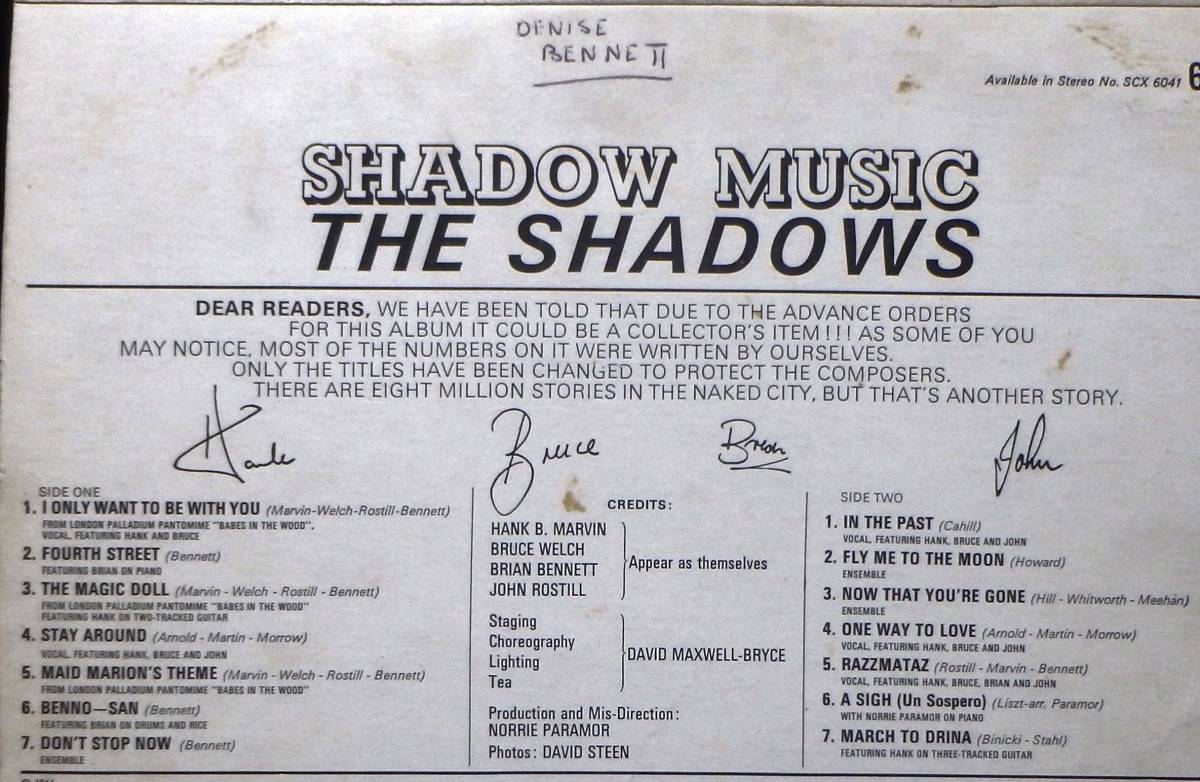 DENISE
BENNETT
Available in Stereo No. SCX 6041 6
SHADOW MUSIC
THE SHADOWS
DEAR READERS, WE HAVE BEEN TOLD THAT DUE TO THE ADVANCE ORDERS
FOR THIS ALBUM IT COULD BE A COLLECTOR'S ITEM!!! AS SOME OF YOU
MAY NOTICE, MOST OF THE NUMBERS ON IT WERE WRITTEN BY OURSELVES.
ONLY THE TITLES HAVE BEEN CHANGED TO PROTECT THE COMPOSERS.
THERE ARE EIGHT MILLION STORIES IN THE NAKED CITY, BUT THAT'S ANOTHER STORY.
Hank Bruce Brian John
SIDE ONE
1. I ONLY WANT TO BE WITH YOU (Marvin-Welch-Rostill-Bennett)
FROM LONDON PALLADIUM PANTOMIME "BABES IN THE WOOD".
VOCAL, FEATURING HANK AND BRUCE
2. FOURTH STREET (Bennett)
FEATURING BRIAN ON PIANO
3. THE MAGIC DOLL (Marvin - Welch - Rostill - Bennett)
FROM LONDON PALLADIUM PANTOMIME "BABES IN THE WOOD"
FEATURING HANK ON TWO-TRACKED GUITAR
4. STAY AROUND (Arnold - Martin - Morrow)
VOCAL, FEATURING HANK, BRUCE AND JOHN
5. MAID MARION'S THEME (Marvin - Welch - Rostill - Bennett)
FROM LONDON PALLADIUM PANTOMIME "BABES IN THE WOOD"
6. BENNO—SAN (Bennett)
FEATURING BRIAN ON DRUMS AND RICE
7. DON'T STOP NOW (Bennett)
ENSEMBLE
CREDITS:
HANK B. MARVIN
BRUCE WELCH
BRIAN BENNETT
JOHN ROSTILL
Appear as themselves
Staging
Choreography
Lighting
Tea
DAVID MAXWELL-BRYCE
Production and Mis-Direction:
NORRIE PARAMOR
Photos: DAVID STEEN
SIDE TWO
1. IN THE PAST (Cahill)
VOCAL, FEATURING HANK, BRUCE AND JOHN
2. FLY ME TO THE MOON (Howard)
ENSEMBLE
3. NOW THAT YOU'RE GONE (Hill - Whitworth - Meehan)
ENSEMBLE
4. ONE WAY TO LOVE (Arnold - Martin - Morrow)
VOCAL, FEATURING HANK, BRUCE AND JOHN
5. RAZZMATAZ (Rostill - Marvin - Bennett)
VOCAL, FEATURING HANK, BRUCE, BRIAN AND JOHN
6. A SIGH (Un Sospero) (Liszt-arr. Paramor)
WITH NORRIE PARAMOR ON PIANO
7. MARCH TO DRINA (Binicki - Stahl)
FEATURING HANK ON THREE-TRACKED GUITAR